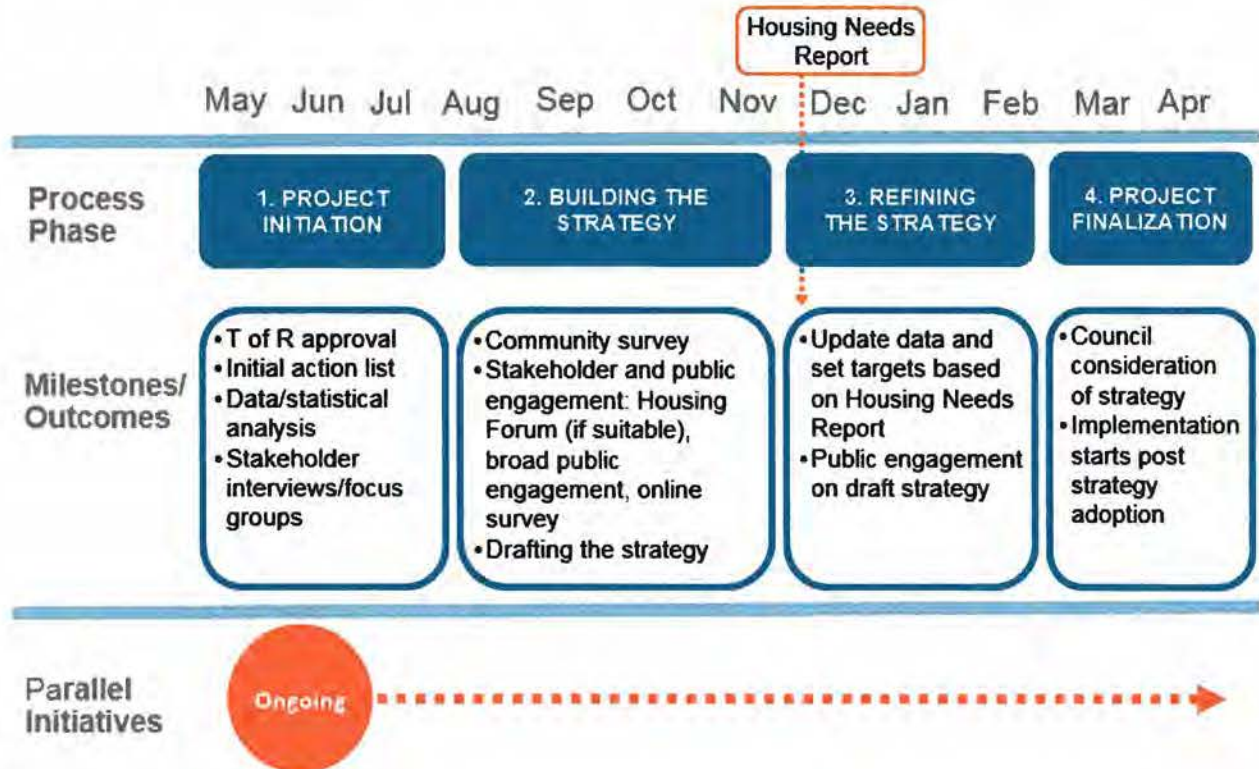 Housing Needs
Report
May Jun Jul Aug Sep Oct Nov Dec Jan Feb Mar Apr
Process
Phase
1. PROJECT
INITIATION
2. BUILDING THE
STRATEGY
3. REFINING
THE STRATEGY
4. PROJECT
FINALIZATION
Milestones/
Outcomes
•T of R approval
•Initial action list
•Data/statistical
analysis
•Stakeholder
interviews/focus
groups
•Community survey
•Stakeholder and public
engagement: Housing
Forum (if suitable),
broad public
engagement, online
survey
•Drafting the strategy
•Update data and
set targets based
on Housing Needs
Report
•Public engagement
on draft strategy
•Council
consideration
of strategy
•Implementation
starts post
strategy
adoption
Parallel
Initiatives
Ongoing